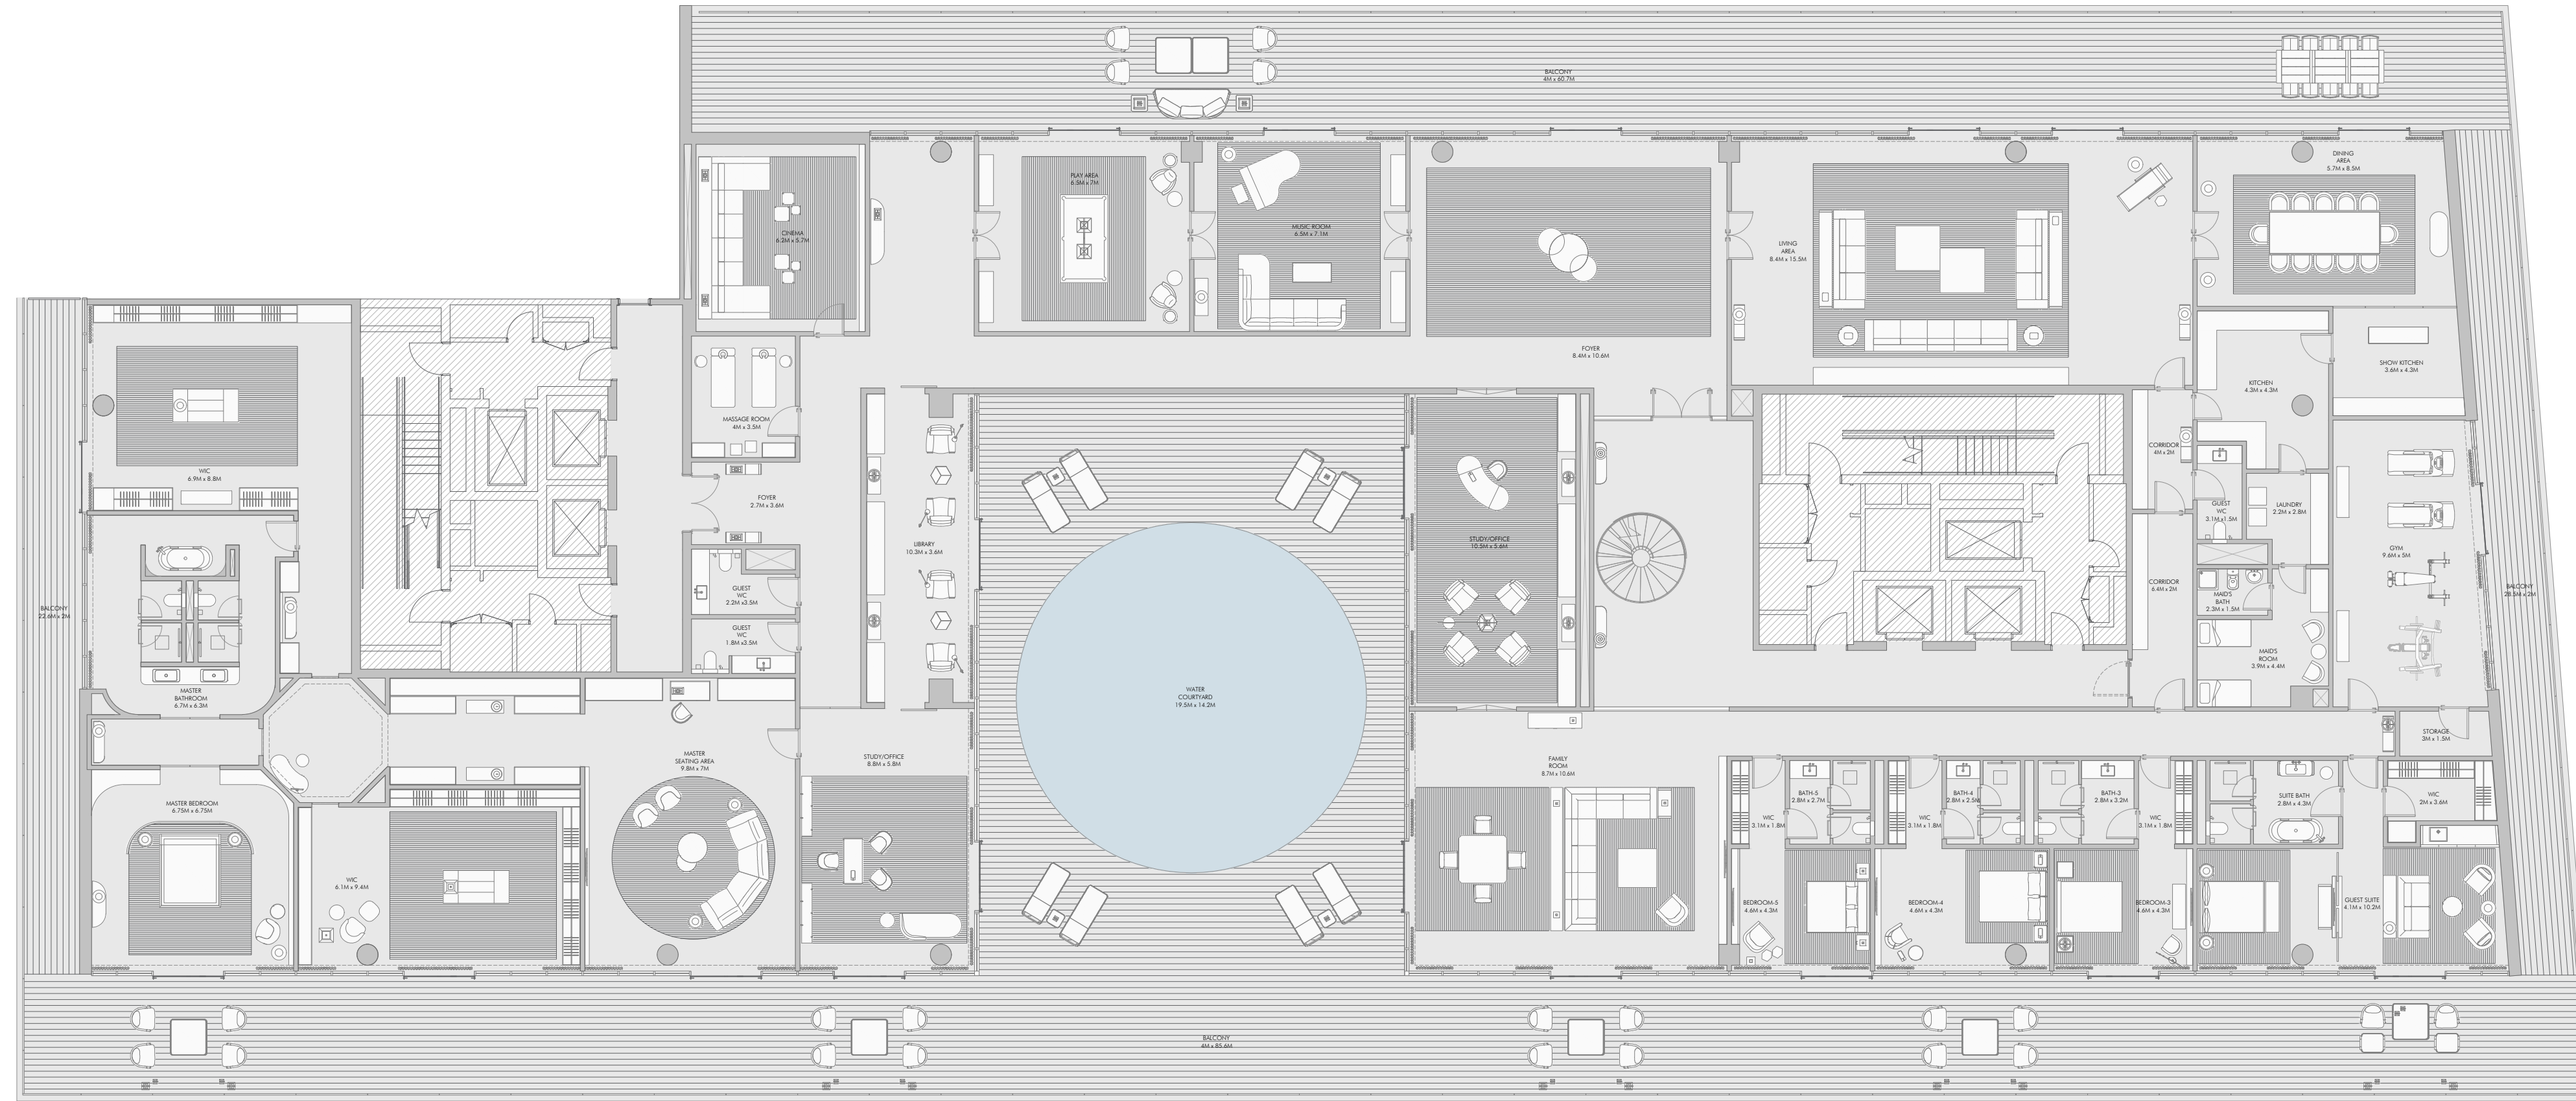 BALCONY
4M x 60.7M
DINING
AREA
5.7M x 8.5M
PLAY AREA
6.5M x 7M
CINEMA
6.2M x 5.7M
MUSIC ROOM
6.5M x 7.1M
LIVING
AREA
8.4M x 15.5M
FOYER
8.4M x 10.6M
SHOW KITCHEN
3.6M x 4.3M
KITCHEN
4.3M x 4.3M
MASSAGE ROOM
4M x 3.5M
CORRIDOR
4M x 2M
WIC
6.9M x 8.8M
FOYER
2.7M x 3.6M
GUEST
WC
3.1M x1.5M
LAUNDRY
2.2M x 2.8M
STUDY/OFFICE
10.5M x 5.6M
LIBRARY
10.3M x 3.6M
GYM
9.6M x 5M
GUEST
WC
2.2M x3.5M
CORRIDOR
6.4M x 2M
MAID'S
BATH
2.3M x 1.5M
BALCONY
28.5M x 2M
BALCONY
22.6M x 2M
GUEST
WC
1.8M x3.5M
MAID'S
ROOM
3.9M x 4.4M
MASTER
BATHROOM
6.7M x 6.3M
WATER
COURTYARD
19.5M x 14.2M
STORAGE
3M x 1.5M
MASTER
SEATING AREA
9.8M x 7M
STUDY/OFFICE
8.8M x 5.8M
FAMILY
ROOM
8.7M x 10.6M
MASTER BEDROOM
6.75M x 6.75M
BATH-5
2.8M x 2.7M
BATH-4
2.8M x 2.5M
BATH-3
2.8M x 3.2M
SUITE BATH
2.8M x 4.3M
WIC
2M x 3.6M
WIC
3.1M x 1.8M
WIC
3.1M x 1.8M
WIC
3.1M x 1.8M
WIC
6.1M x 9.4M
BEDROOM-5
4.6M x 4.3M
BEDROOM-4
4.6M x 4.3M
BEDROOM-3
4.6M x 4.3M
GUEST SUITE
4.1M x 10.2M
BALCONY
4M x 85.6M